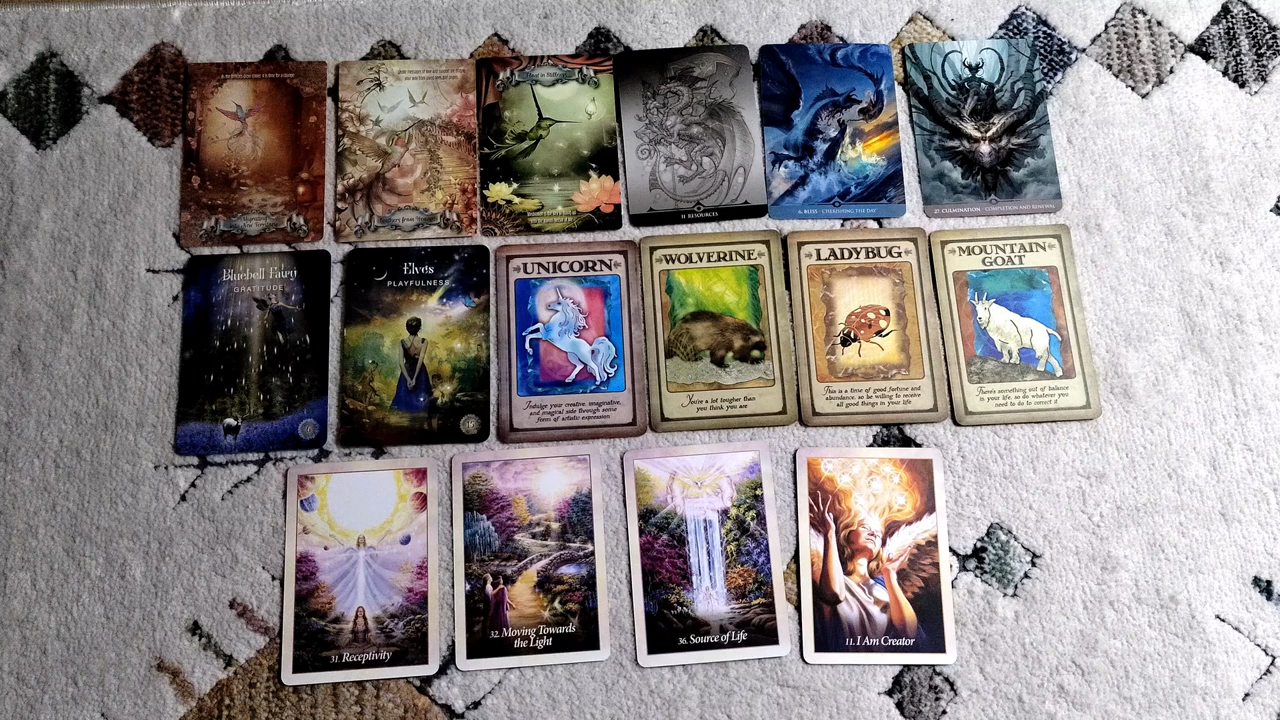 Float in Stillness
11 RESOURCES
6. BLESS · CHERISHING THE DAY
27. CULMINATION · COMPLETION AND RENEWAL
Bluebell Fairy
GRATITUDE
Elves
PLAYFULNESS
UNICORN
Indulge your creative, imaginative,
and magical side through some
form of artistic expression
WOLVERINE
You're a lot tougher than
you think you are
LADYBUG
This is a time of good fortune and
abundance, so be willing to receive
all good things in your life
MOUNTAIN
GOAT
There's something out of balance
in your life, so do whatever you
need to do to correct it
31. Receptivity
32. Moving Towards
the Light
36. Source of Life
11. I Am Creator